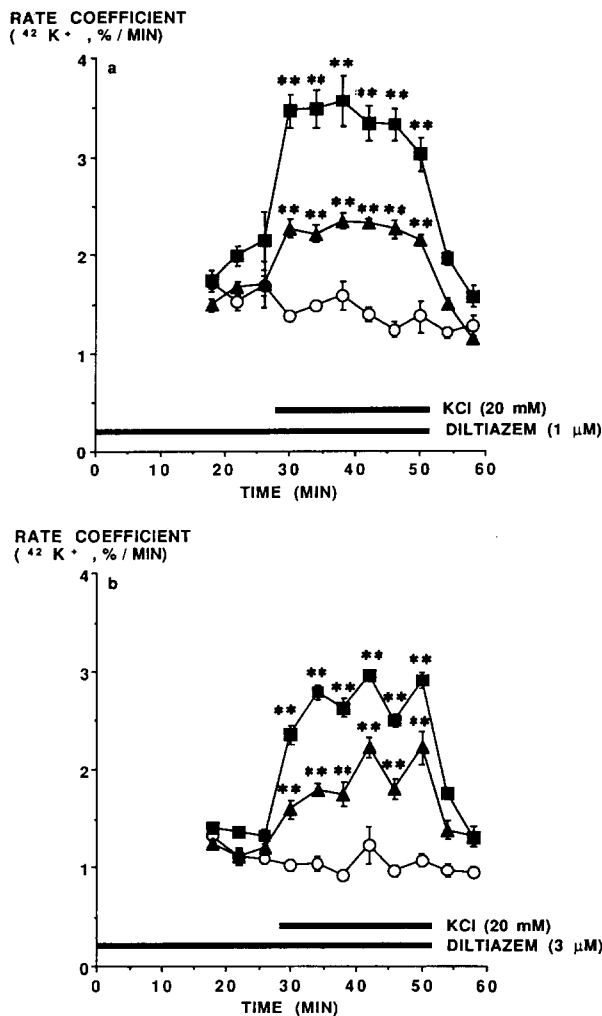 RATE COEFFICIENT
( ⁴² K ⁺ , % / MIN)
a
4
** ** ** ** ** **
3
** ** ** ** ** **
2
1
KCl (20 mM)
DILTIAZEM (1 µM)
0
0 10 20 30 40 50 60
TIME (MIN)
RATE COEFFICIENT
( ⁴² K ⁺ , % / MIN)
b
4
** ** ** ** ** **
3
** ** ** ** ** **
2
1
KCl (20 mM)
DILTIAZEM (3 µM)
0
0 10 20 30 40 50 60
TIME (MIN)